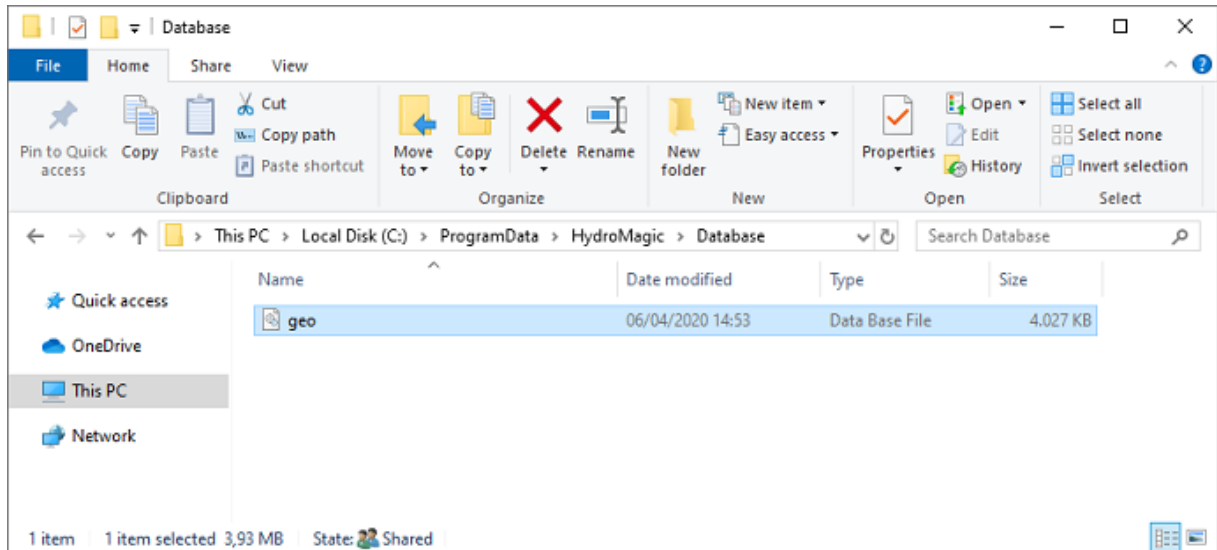 Database
File Home Share View
Pin to Quick access
Copy
Paste
Cut
Copy path
Paste shortcut
Clipboard
Move to
Copy to
Delete
Rename
Organize
New folder
New item
Easy access
New
Properties
Open
Edit
History
Open
Select all
Select none
Invert selection
Select
This PC > Local Disk (C:) > ProgramData > HydroMagic > Database
Search Database
Quick access
OneDrive
This PC
Network
Name Date modified Type Size
geo 06/04/2020 14:53 Data Base File 4.027 KB
1 item 1 item selected 3,93 MB State: Shared